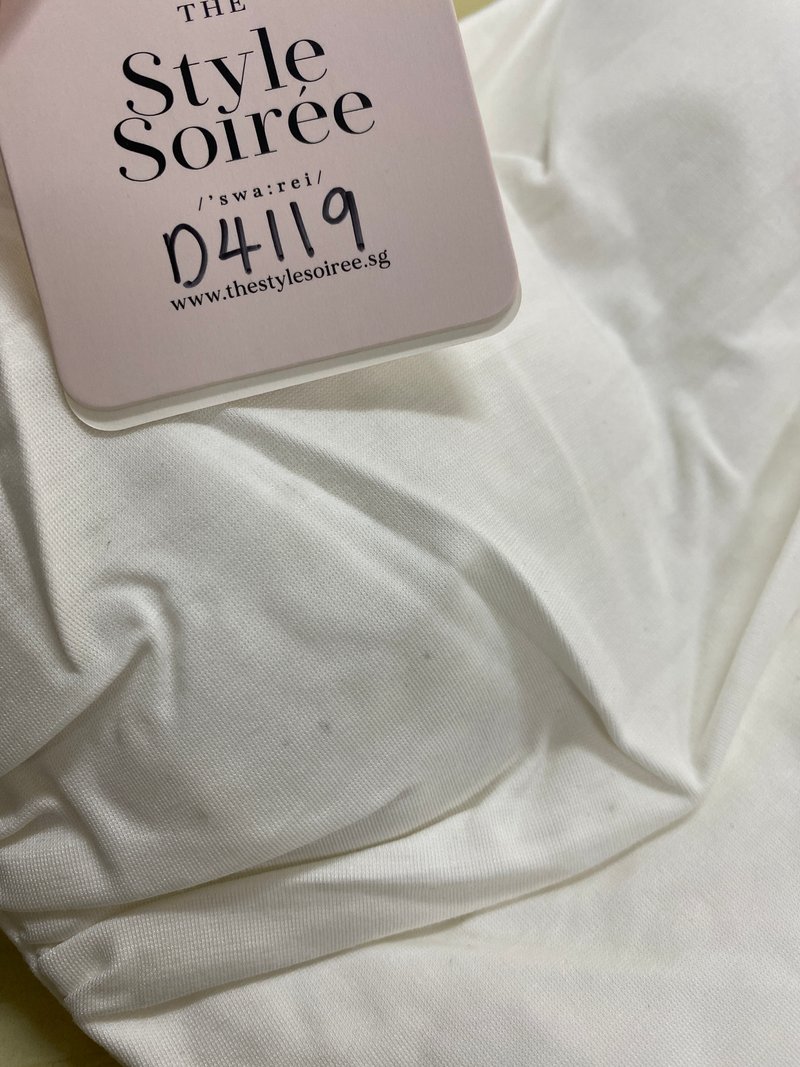 THE
Style
Soirée
/'swa:rei/
D4119
www.thestylesoiree.sg